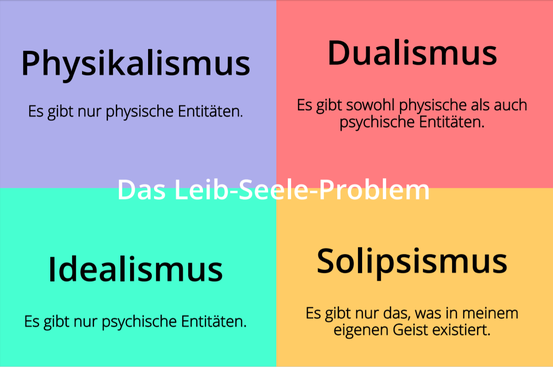 Physikalismus
Es gibt nur physische Entitäten.
Dualismus
Es gibt sowohl physische als auch
psychische Entitäten.
Das Leib-Seele-Problem
Idealismus
Es gibt nur psychische Entitäten.
Solipsismus
Es gibt nur das, was in meinem
eigenen Geist existiert.